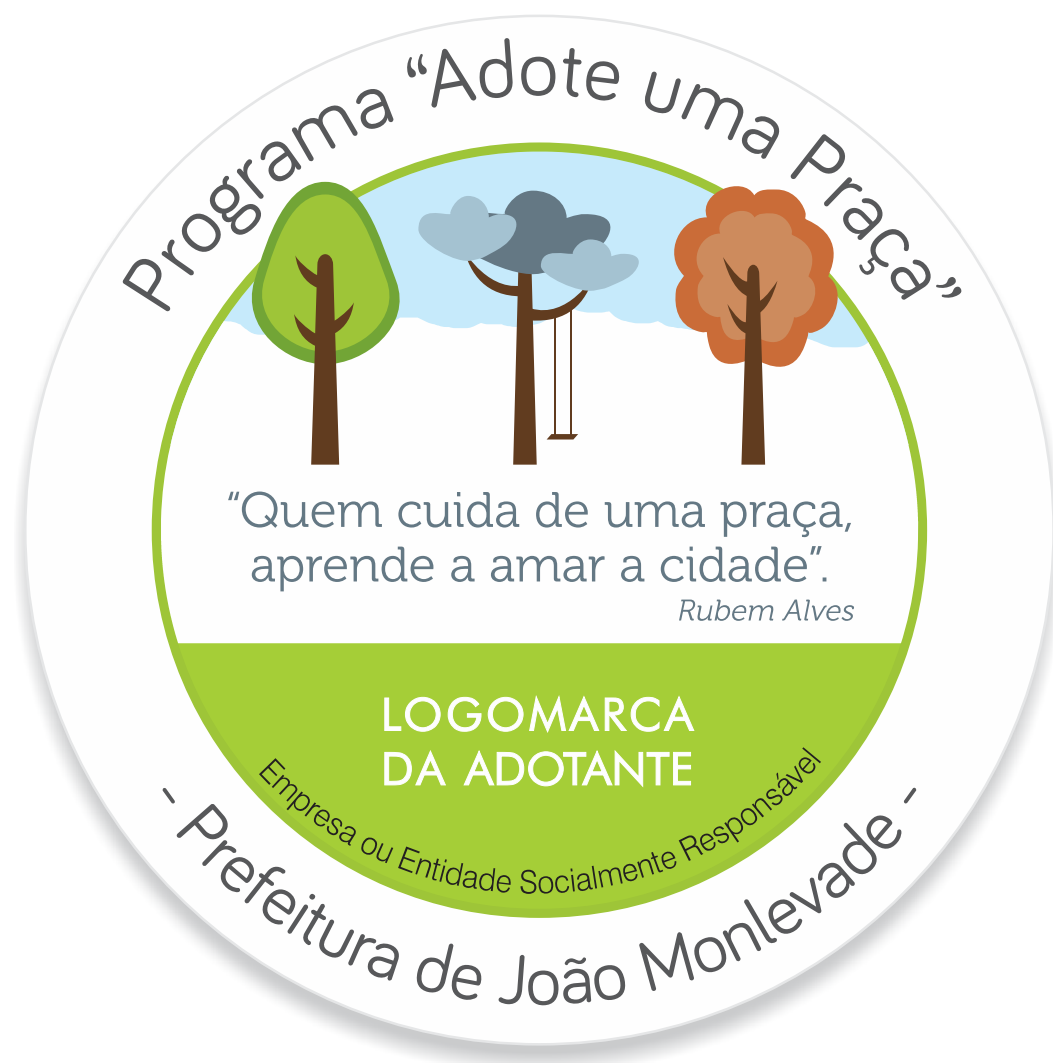 Programa “Adote uma Praça”
“Quem cuida de uma praça,
aprende a amar a cidade”.
Rubem Alves
LOGOMARCA
DA ADOTANTE
Empresa ou Entidade Socialmente Responsável
- Prefeitura de João Monlevade -